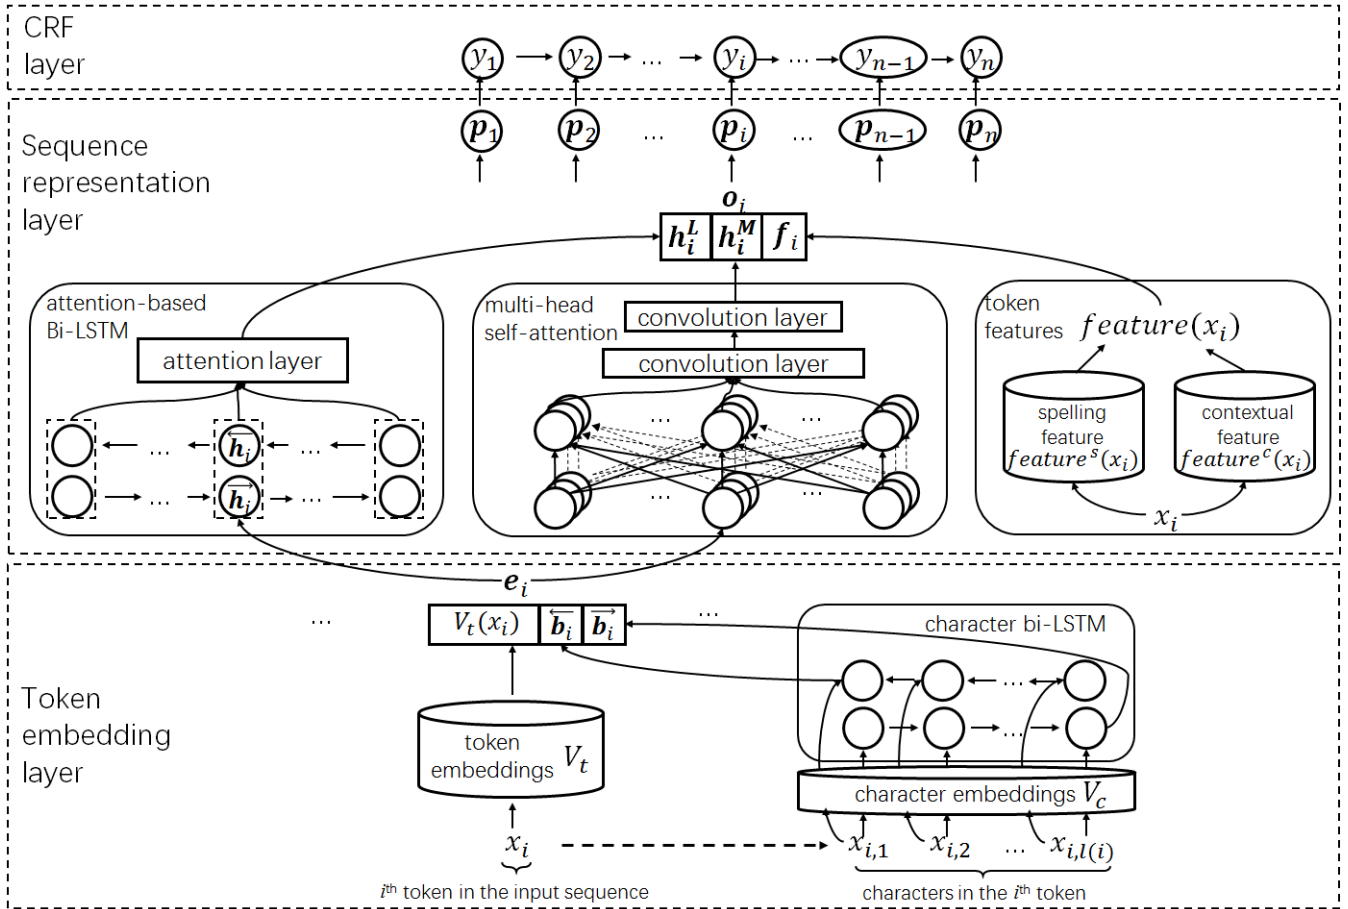 CRF
layer
y₁ y₂ ... yᵢ ... yₙ₋₁ yₙ
Sequence
representation
layer
p₁ p₂ ... pᵢ ... pₙ₋₁ pₙ
oᵢ
hᵢᴸ hᵢᴹ fᵢ
attention-based
Bi-LSTM
attention layer
... h⃖ᵢ ...
... h⃗ᵢ ...
multi-head
self-attention
convolution layer
convolution layer
... ...
... ...
token
features
feature(xᵢ)
spelling
feature
featureˢ(xᵢ)
contextual
feature
featureᶜ(xᵢ)
xᵢ
eᵢ
Token
embedding
layer
... Vₜ(xᵢ) b⃖ᵢ b⃗ᵢ ...
token
embeddings Vₜ
xᵢ
iᵗʰ token in the input sequence
character bi-LSTM
...
...
character embeddings V_c
xᵢ,₁ xᵢ,₂ ... xᵢ,ₗ₍ᵢ₎
characters in the iᵗʰ token